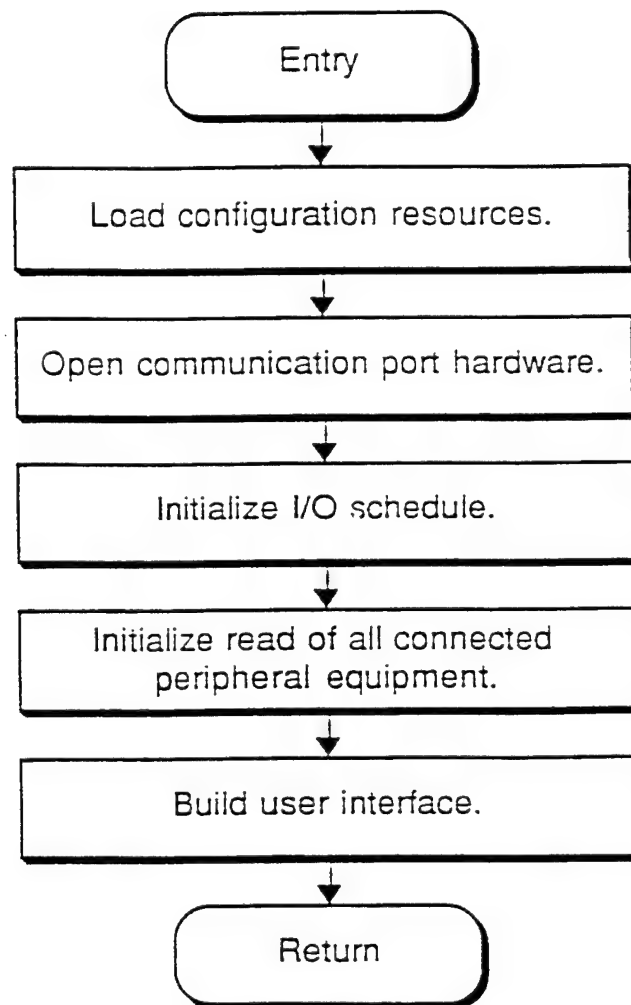 Entry
Load configuration resources.
Open communication port hardware.
Initialize I/O schedule.
Initialize read of all connected
peripheral equipment.
Build user interface.
Return